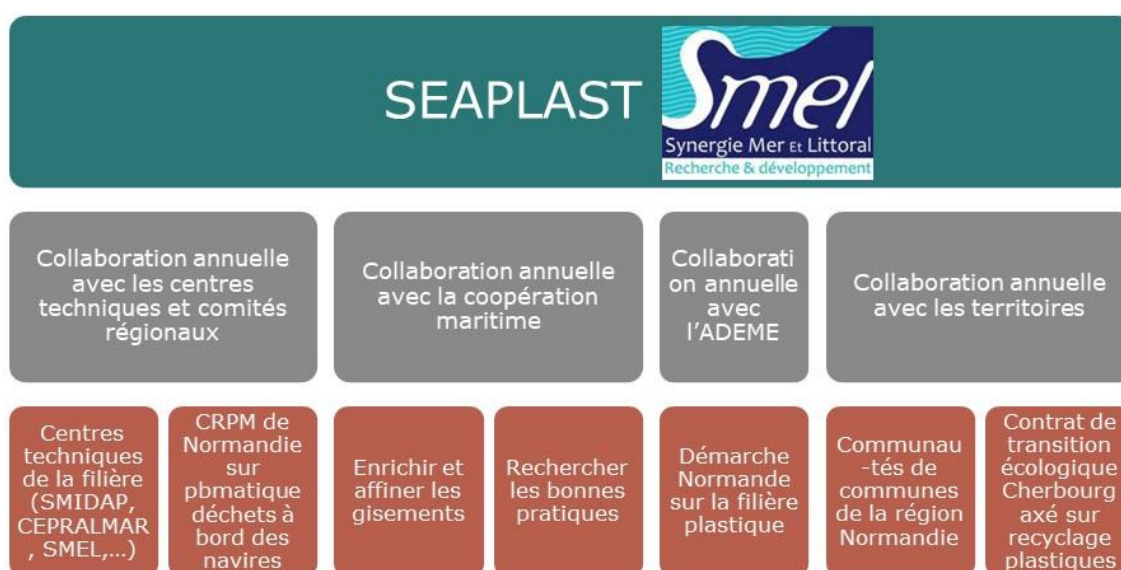 SEAPLAST
Smel
Synergie Mer Et Littoral
Recherche & développement
Collaboration annuelle
avec les centres
techniques et comités
régionaux
Collaboration annuelle
avec la coopération
maritime
Collaborati
on annuelle
avec
l'ADEME
Collaboration annuelle
avec les territoires
Centres
techniques
de la filière
(SMIDAP,
CEPRALMAR
, SMEL,...)
CRPM de
Normandie
sur
pbmatique
déchets à
bord des
navires
Enrichir et
affiner les
gisements
Rechercher
les bonnes
pratiques
Démarche
Normande
sur la filière
plastique
Communau
-tés de
communes
de la région
Normandie
Contrat de
transition
écologique
Cherbourg
axé sur
recyclage
plastiques